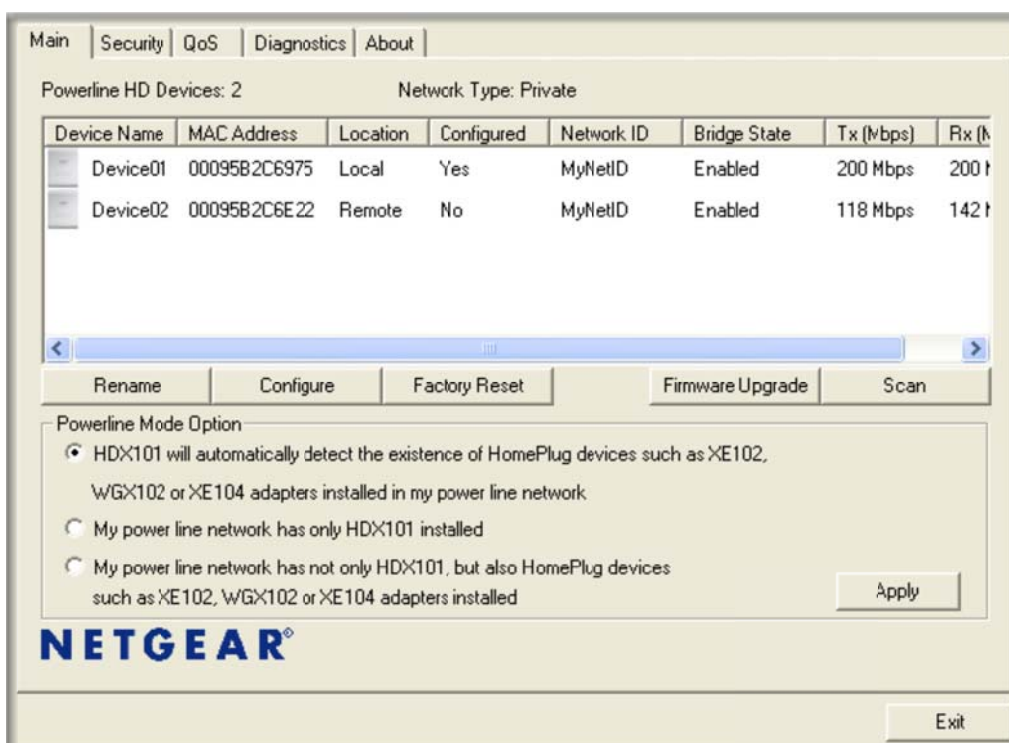 Main Security QoS Diagnostics About
Powerline HD Devices: 2 Network Type: Private
Device Name MAC Address Location Configured Network ID Bridge State Tx (Mbps) Rx (M
Device01 00095B2C6975 Local Yes MyNetID Enabled 200 Mbps 200 M
Device02 00095B2C6E22 Remote No MyNetID Enabled 118 Mbps 142 M
Rename Configure Factory Reset Firmware Upgrade Scan
Powerline Mode Option
HDX101 will automatically detect the existence of HomePlug devices such as XE102,
WGX102 or XE104 adapters installed in my power line network
My power line network has only HDX101 installed
My power line network has not only HDX101, but also HomePlug devices
such as XE102, WGX102 or XE104 adapters installed
Apply
NETGEAR®
Exit